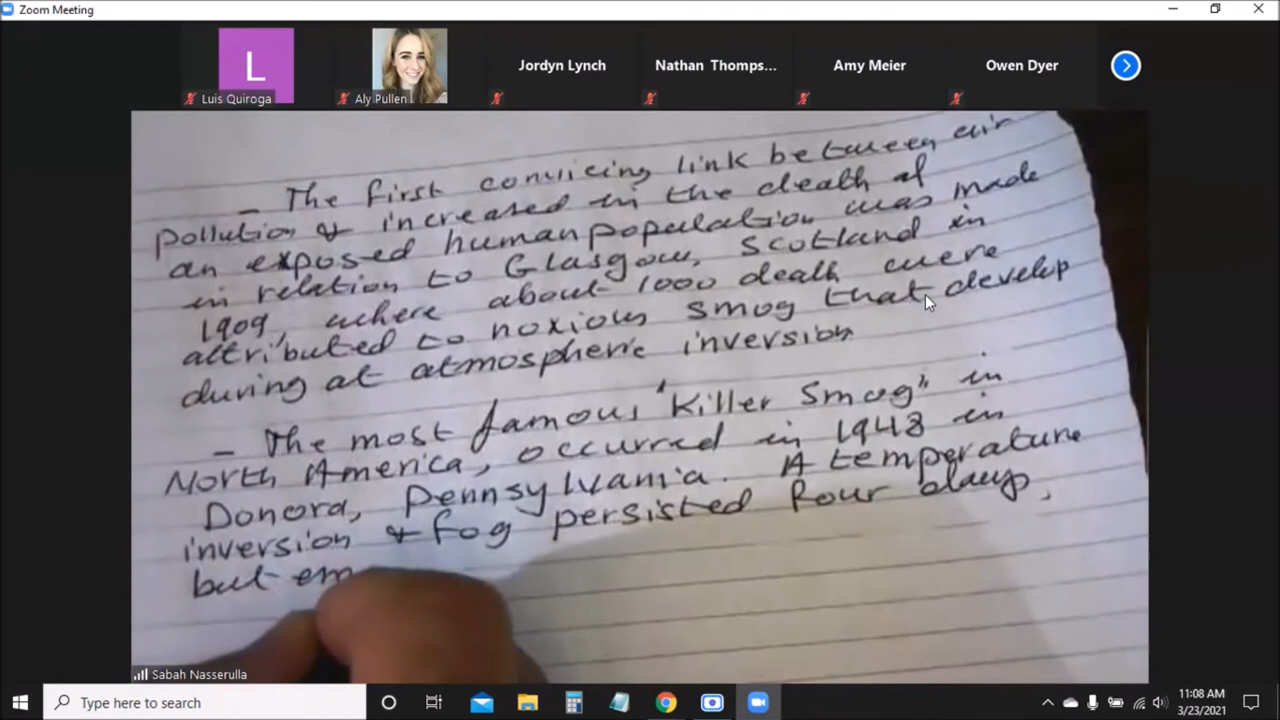 Zoom Meeting
L
Luis Quiroga
Aly Pullen
Jordyn Lynch
Nathan Thomps...
Amy Meier
Owen Dyer
- The first convicing link between air
pollution & increased in the death of
an exposed human population was made
in relation to Glasgow, Scotland in
1909, where about 1000 death were
attributed to noxious smog that develop
during at atmospheric inversion
- The most famous "Killer Smog" in
North America, occurred in 1948 in
Donora, Pennsylvania. A temperature
inversion & fog persisted four days,
but em
Sabah Nasserulla
Type here to search
11:08 AM
3/23/2021